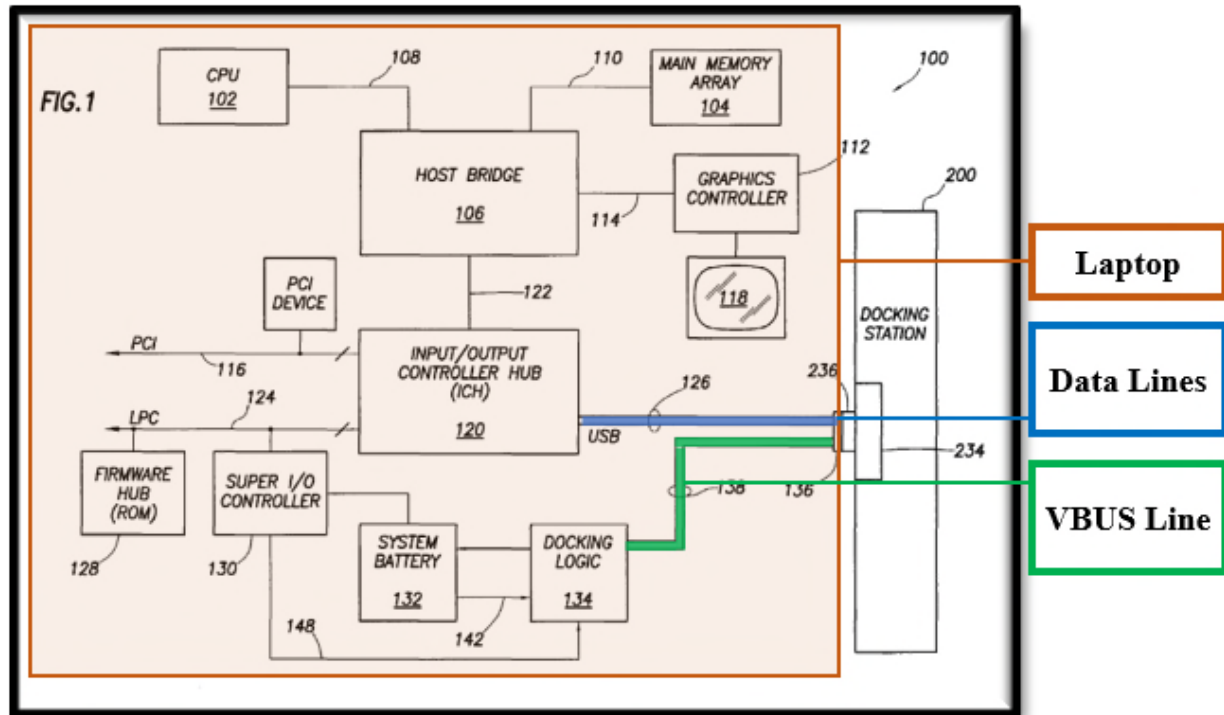 FIG.1
CPU
102
108
110
MAIN MEMORY
ARRAY
104
100
HOST BRIDGE
106
112
GRAPHICS
CONTROLLER
114
200
118
PCI
DEVICE
122
DOCKING
STATION
Laptop
PCI
116
INPUT/OUTPUT
CONTROLLER HUB
(ICH)
120
126
USB
236
Data Lines
LPC
124
234
FIRMWARE
HUB
(ROM)
128
SUPER I/O
CONTROLLER
130
138
136
VBUS Line
SYSTEM
BATTERY
132
DOCKING
LOGIC
134
142
148